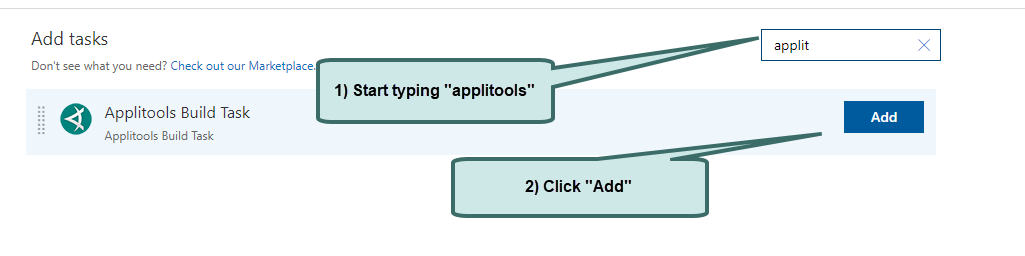 Add tasks
applit
Don't see what you need? Check out our Marketplace.
1) Start typing "applitools"
Applitools Build Task
Add
Applitools Build Task
2) Click "Add"